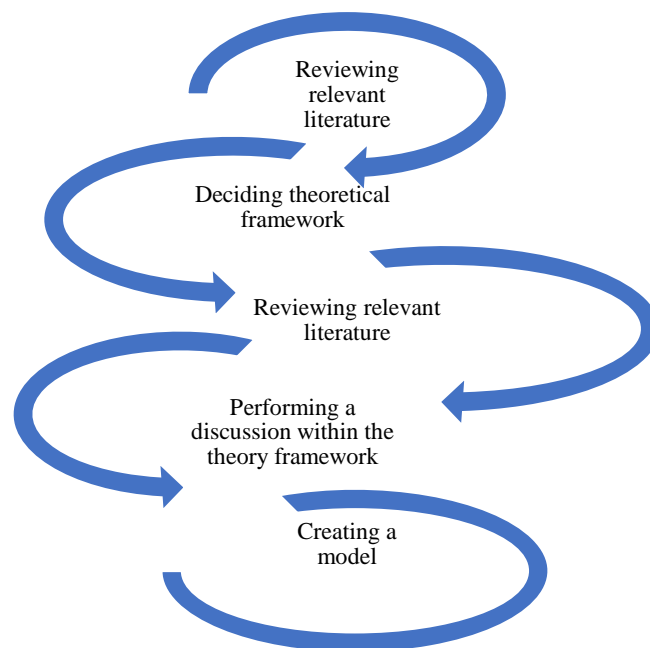 Reviewing
relevant
literature
Deciding theoretical
framework
Reviewing relevant
literature
Performing a
discussion within the
theory framework
Creating a
model